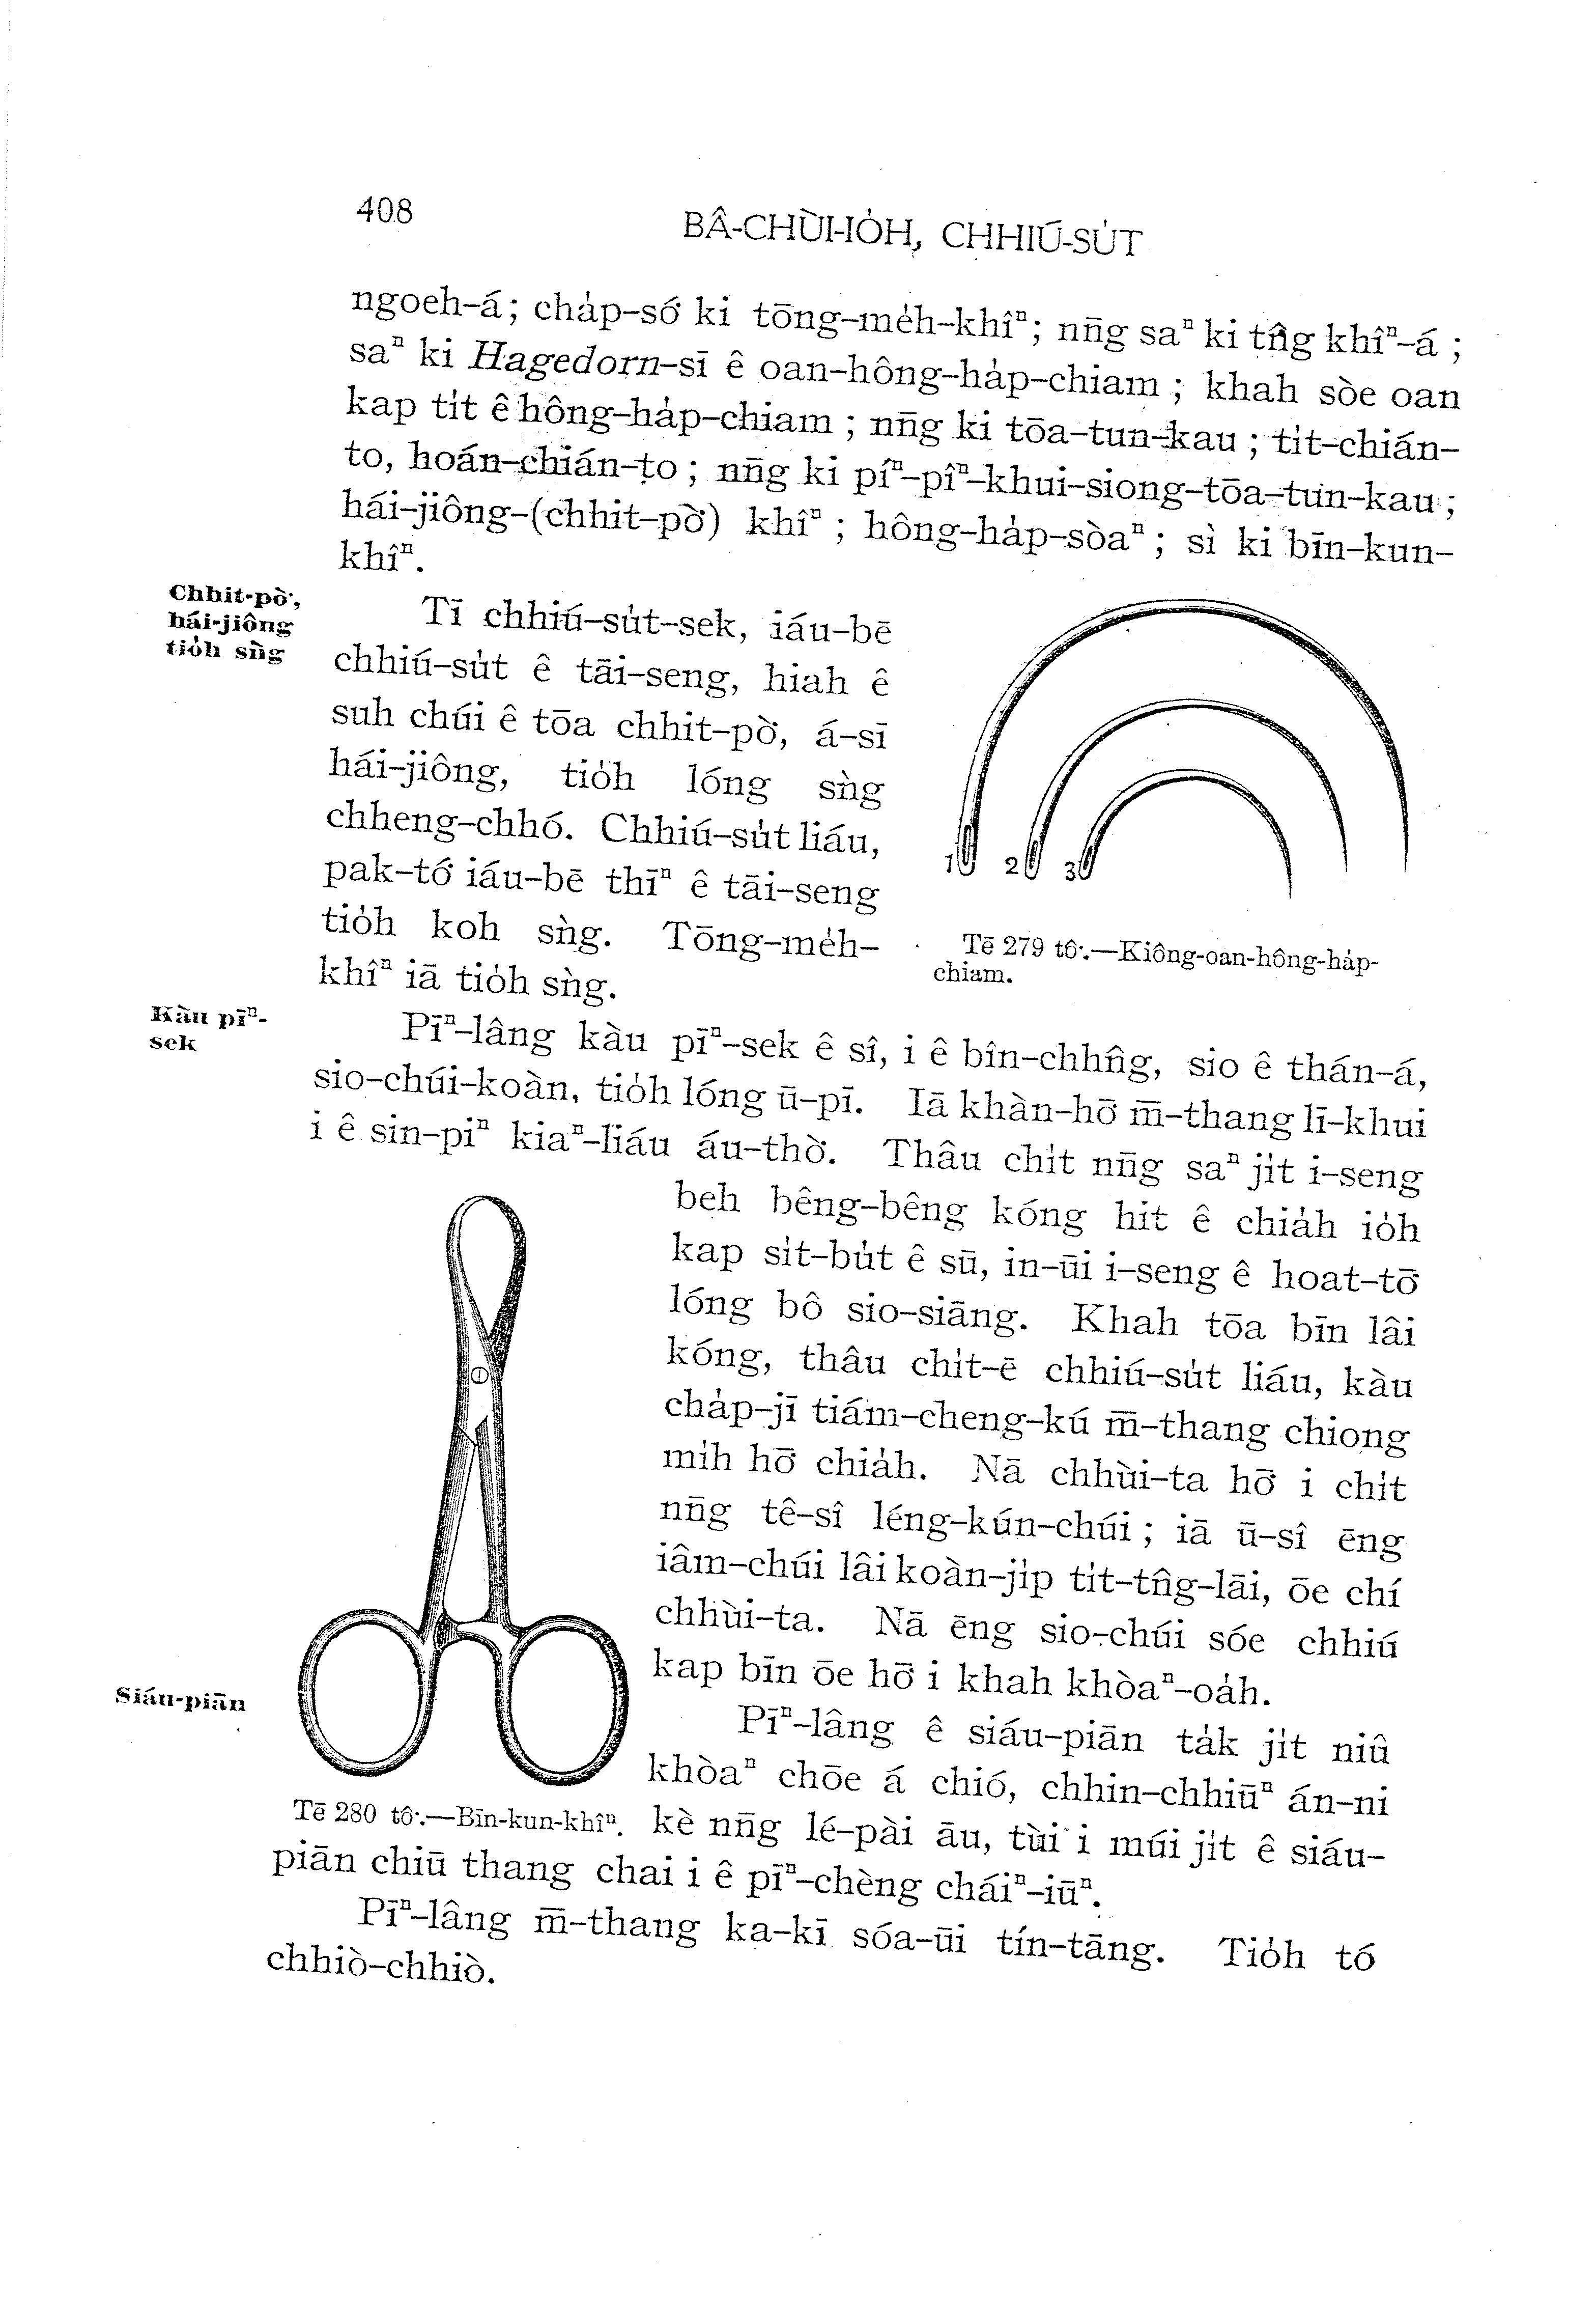 408
BÂ-CHÙI-IO̍H, CHHIÚ-SU̍T
ngoeh-á; cha̍p-só͘ ki tōng-me̍h-khîⁿ; nn̄g saⁿ ki tn̂g khîⁿ-á;
saⁿ ki Hagedorn-sī ê oan-hông-ha̍p-chiam; khah sòe oan
kap ti̍t ê hông-ha̍p-chiam; nn̄g ki tōa-tun-kau; ti̍t-chián-
to, hoán-chián-to; nn̄g ki píⁿ-pîⁿ-khui-siong-tōa-tun-kau;
hái-jiông-(chhit-pò͘) khîⁿ; hông-ha̍p-sòaⁿ; sì ki bīn-kun-
khîⁿ.
Chhit-pò͘,
hái-jiông
tio̍h sǹg
Tī chhiú-su̍t-sek, iáu-bē
chhiú-su̍t ê tāi-seng, hiah ê
suh chúi ê tōa chhit-pò͘, á-sī
hái-jiông, tio̍h lóng sǹg
chheng-chhó. Chhiú-su̍t liáu,
pak-tó͘ iáu-bē thīⁿ ê tāi-seng
tio̍h koh sǹg. Tōng-me̍h-
khîⁿ iā tio̍h sǹg.
1 2 3
Tē 279 tô͘.—Kiông-oan-hông-ha̍p-
chiam.
Kàu pīⁿ-
sek
Pīⁿ-lâng kàu pīⁿ-sek ê sî, i ê bîn-chhn̂g, sio ê thán-á,
sio-chúi-koàn, tio̍h lóng ū-pī. Iā khàn-hō͘ m̄-thang lī-khui
i ê sin-piⁿ kiaⁿ-liáu áu-thò͘. Thâu chi̍t nn̄g saⁿ ji̍t i-seng
beh bêng-bêng kóng hit ê chia̍h io̍h
kap si̍t-bu̍t ê sū, in-ūi i-seng ê hoat-tō͘
lóng bô sio-siāng. Khah tōa bīn lâi
kóng, thâu chi̍t-ē chhiú-su̍t liáu, kàu
cha̍p-jī tiám-cheng-kú m̄-thang chiong
mi̍h hō͘ chia̍h. Nā chhùi-ta hō͘ i chi̍t
nn̄g tê-sî léng-kún-chúi; iā ū-sî ēng
iâm-chúi lâi koàn-ji̍p ti̍t-tn̂g-lāi, ōe chí
chhùi-ta. Nā ēng sio-chúi sóe chhiú
kap bīn ōe hō͘ i khah khòaⁿ-oa̍h.
Siáu-piān
Pīⁿ-lâng ê siáu-piān ta̍k ji̍t niû
khòaⁿ chōe á chió, chhin-chhiūⁿ án-ni
Tē 280 tô͘.—Bīn-kun-khîⁿ.
kè nn̄g lé-pài āu, tùi i múi ji̍t ê siáu-
piān chiū thang chai i ê pīⁿ-chèng cháiⁿ-iūⁿ.
Pīⁿ-lâng m̄-thang ka-kī sóa-ūi tín-tāng. Tio̍h tó
chhiò-chhiò.